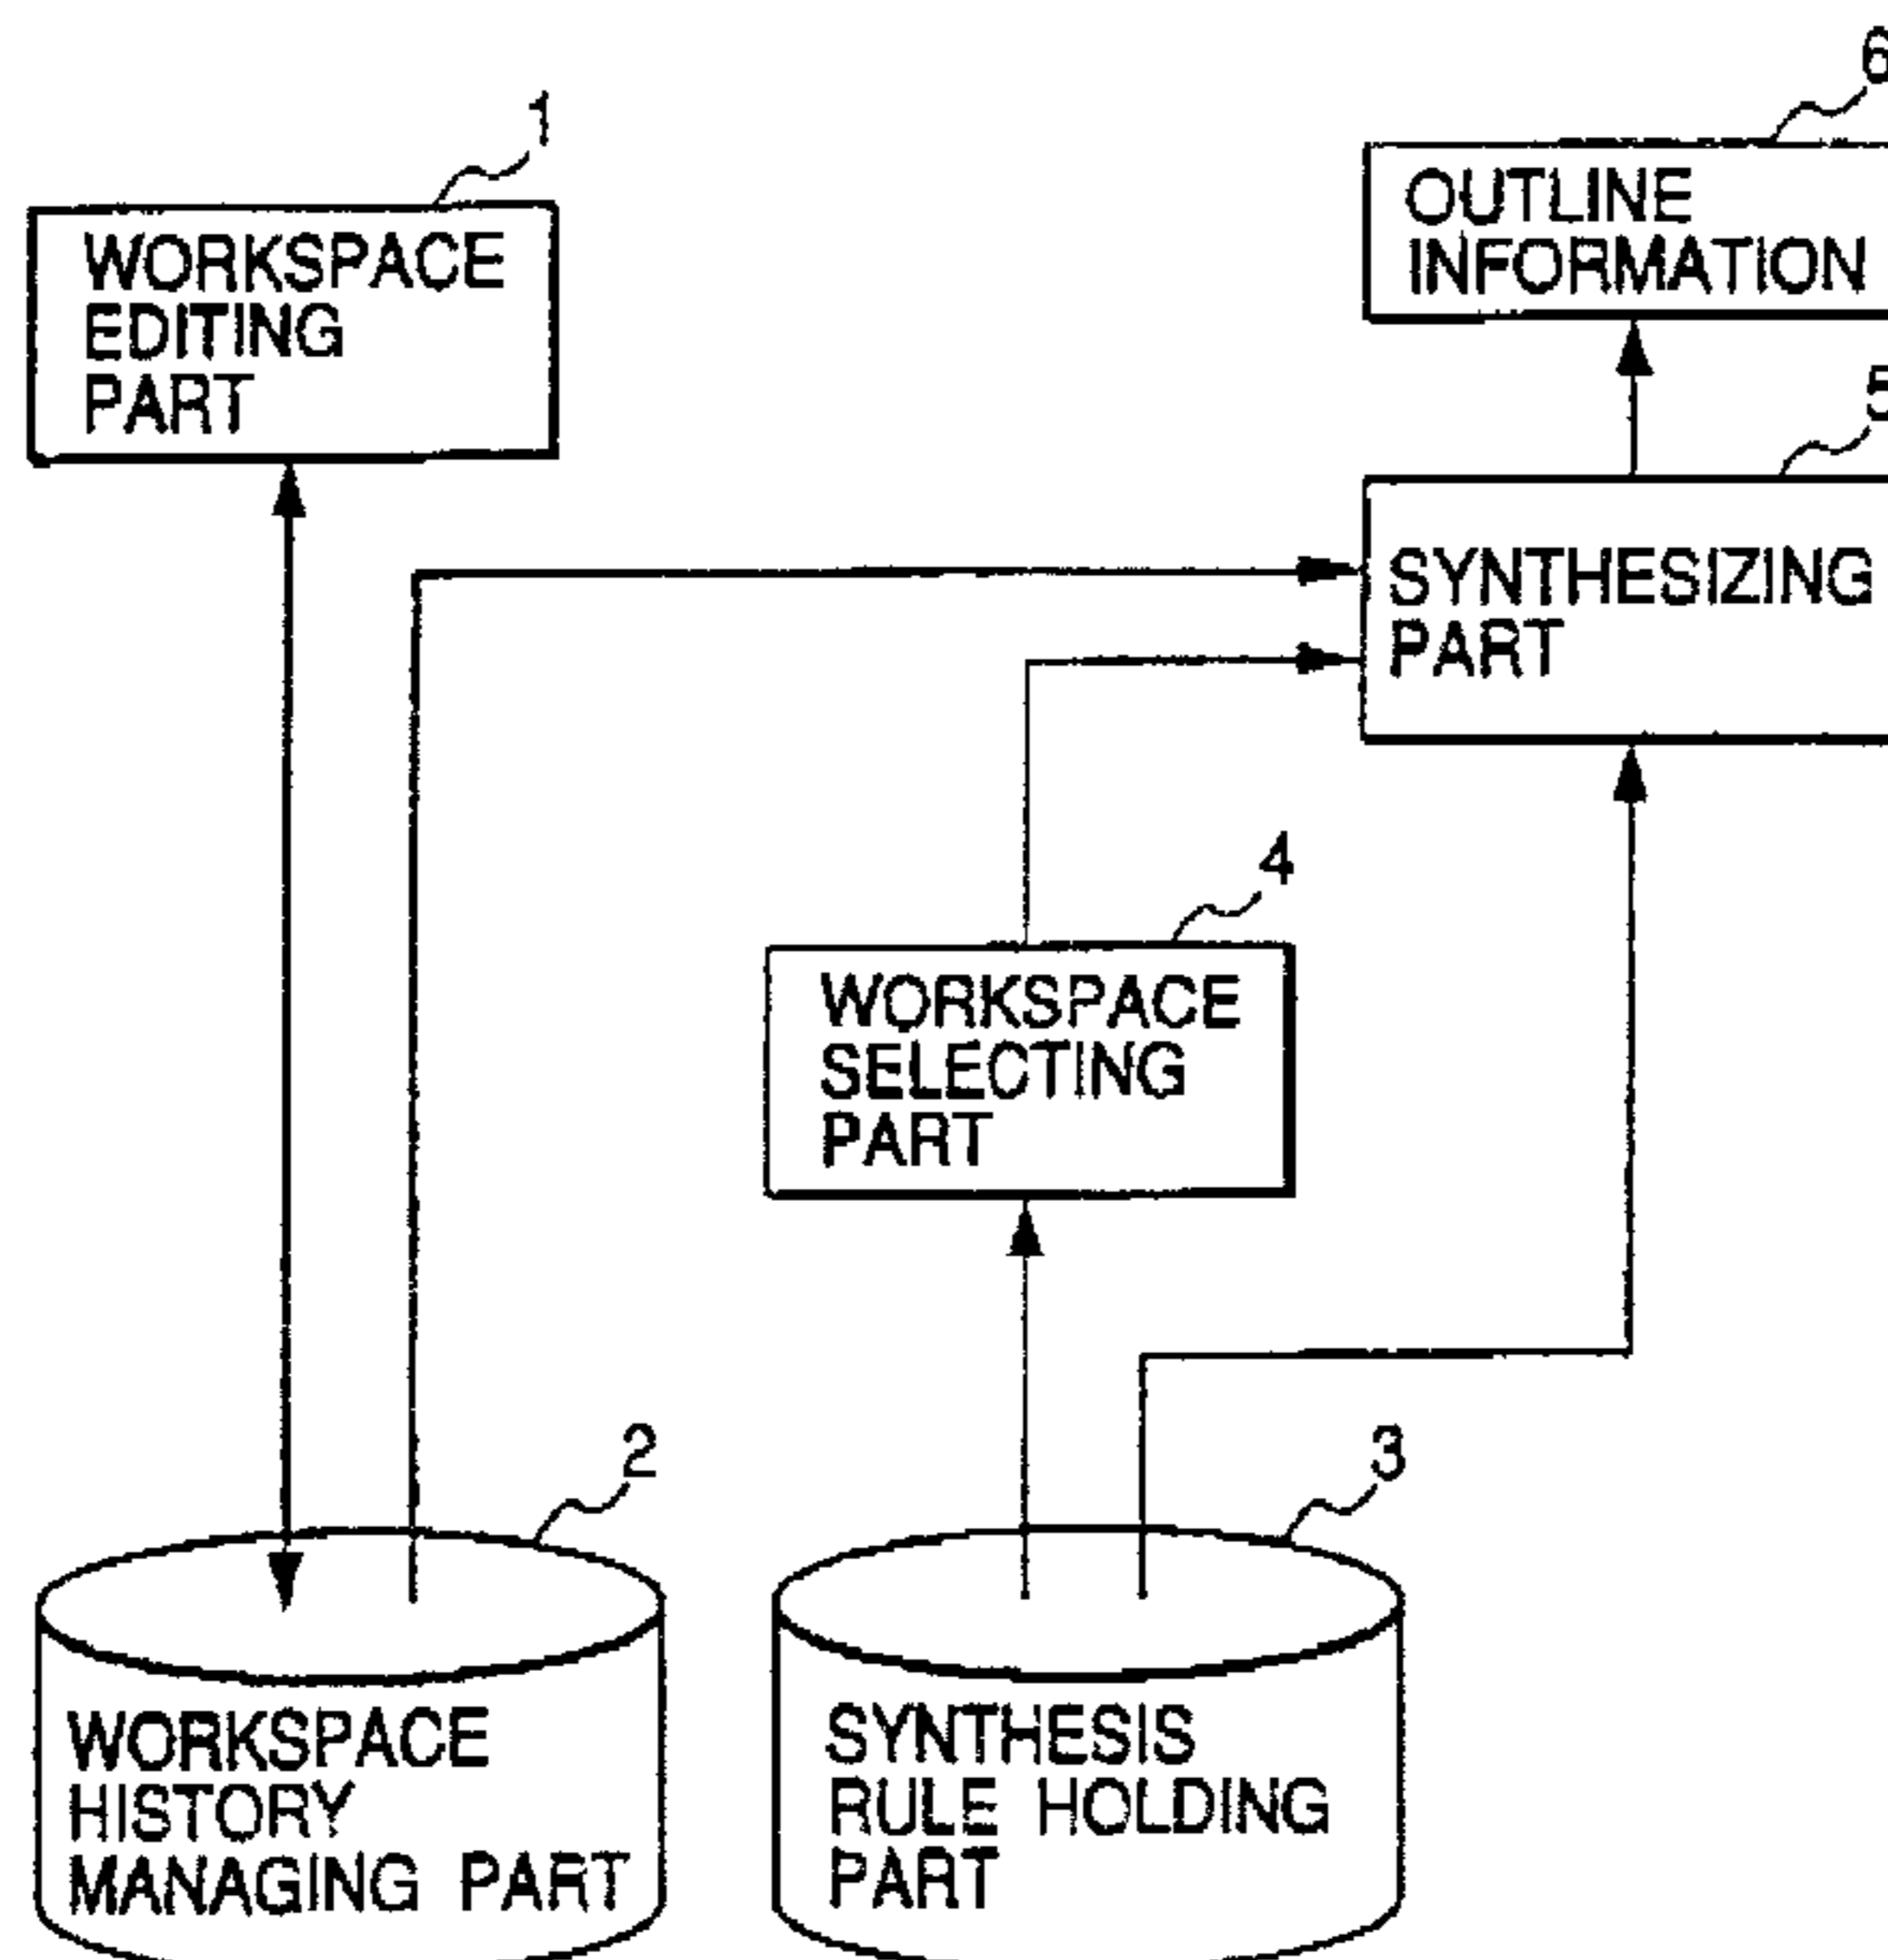 1
WORKSPACE
EDITING
PART
6
OUTLINE
INFORMATION
5
SYNTHESIZING
PART
4
WORKSPACE
SELECTING
PART
2
WORKSPACE
HISTORY
MANAGING PART
3
SYNTHESIS
RULE HOLDING
PART